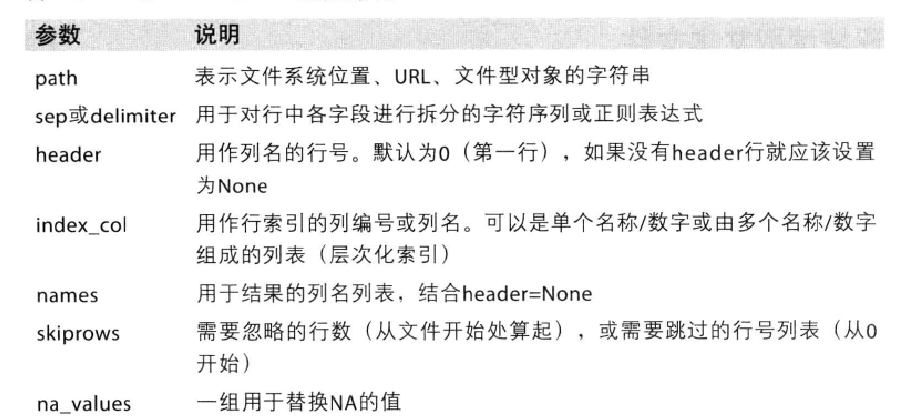 参数 说明
path 表示文件系统位置、URL、文件型对象的字符串
sep或delimiter 用于对行中各字段进行拆分的字符序列或正则表达式
header 用作列名的行号。默认为0（第一行），如果没有header行就应该设置
为None
index_col 用作行索引的列编号或列名。可以是单个名称/数字或由多个名称/数字
组成的列表（层次化索引）
names 用于结果的列名列表，结合header=None
skiprows 需要忽略的行数（从文件开始处算起），或需要跳过的行号列表（从0
开始）
na_values 一组用于替换NA的值